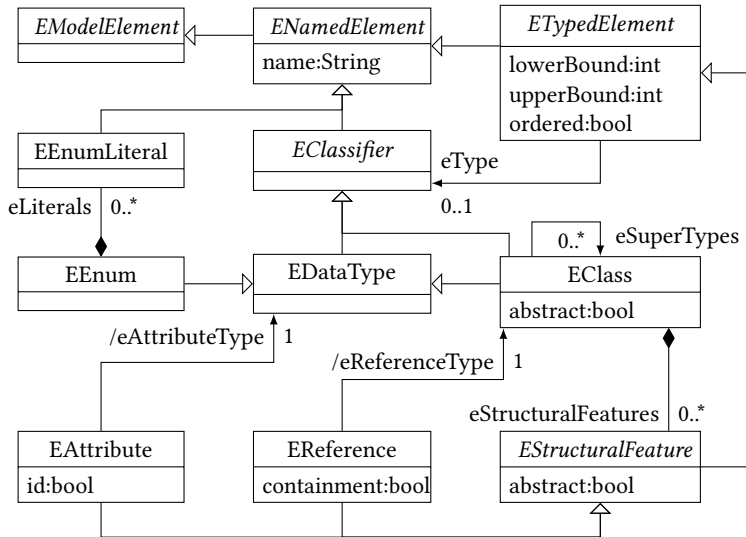 EModelElement
ENamedElement
name:String
ETypedElement
lowerBound:int
upperBound:int
ordered:bool
EEnumLiteral
EClassifier
eType
0..1
eLiterals
0..*
0..*
eSuperTypes
EEnum
EDataType
EClass
abstract:bool
/eAttributeType
1
/eReferenceType
1
eStructuralFeatures
0..*
EAttribute
id:bool
EReference
containment:bool
EStructuralFeature
abstract:bool